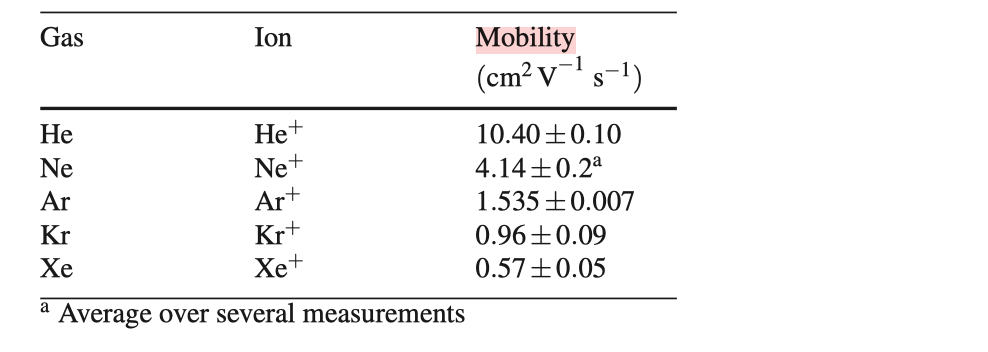 Gas Ion Mobility
(cm² V⁻¹ s⁻¹)
He He⁺ 10.40±0.10
Ne Ne⁺ 4.14±0.2ᵃ
Ar Ar⁺ 1.535±0.007
Kr Kr⁺ 0.96±0.09
Xe Xe⁺ 0.57±0.05
ᵃ Average over several measurements